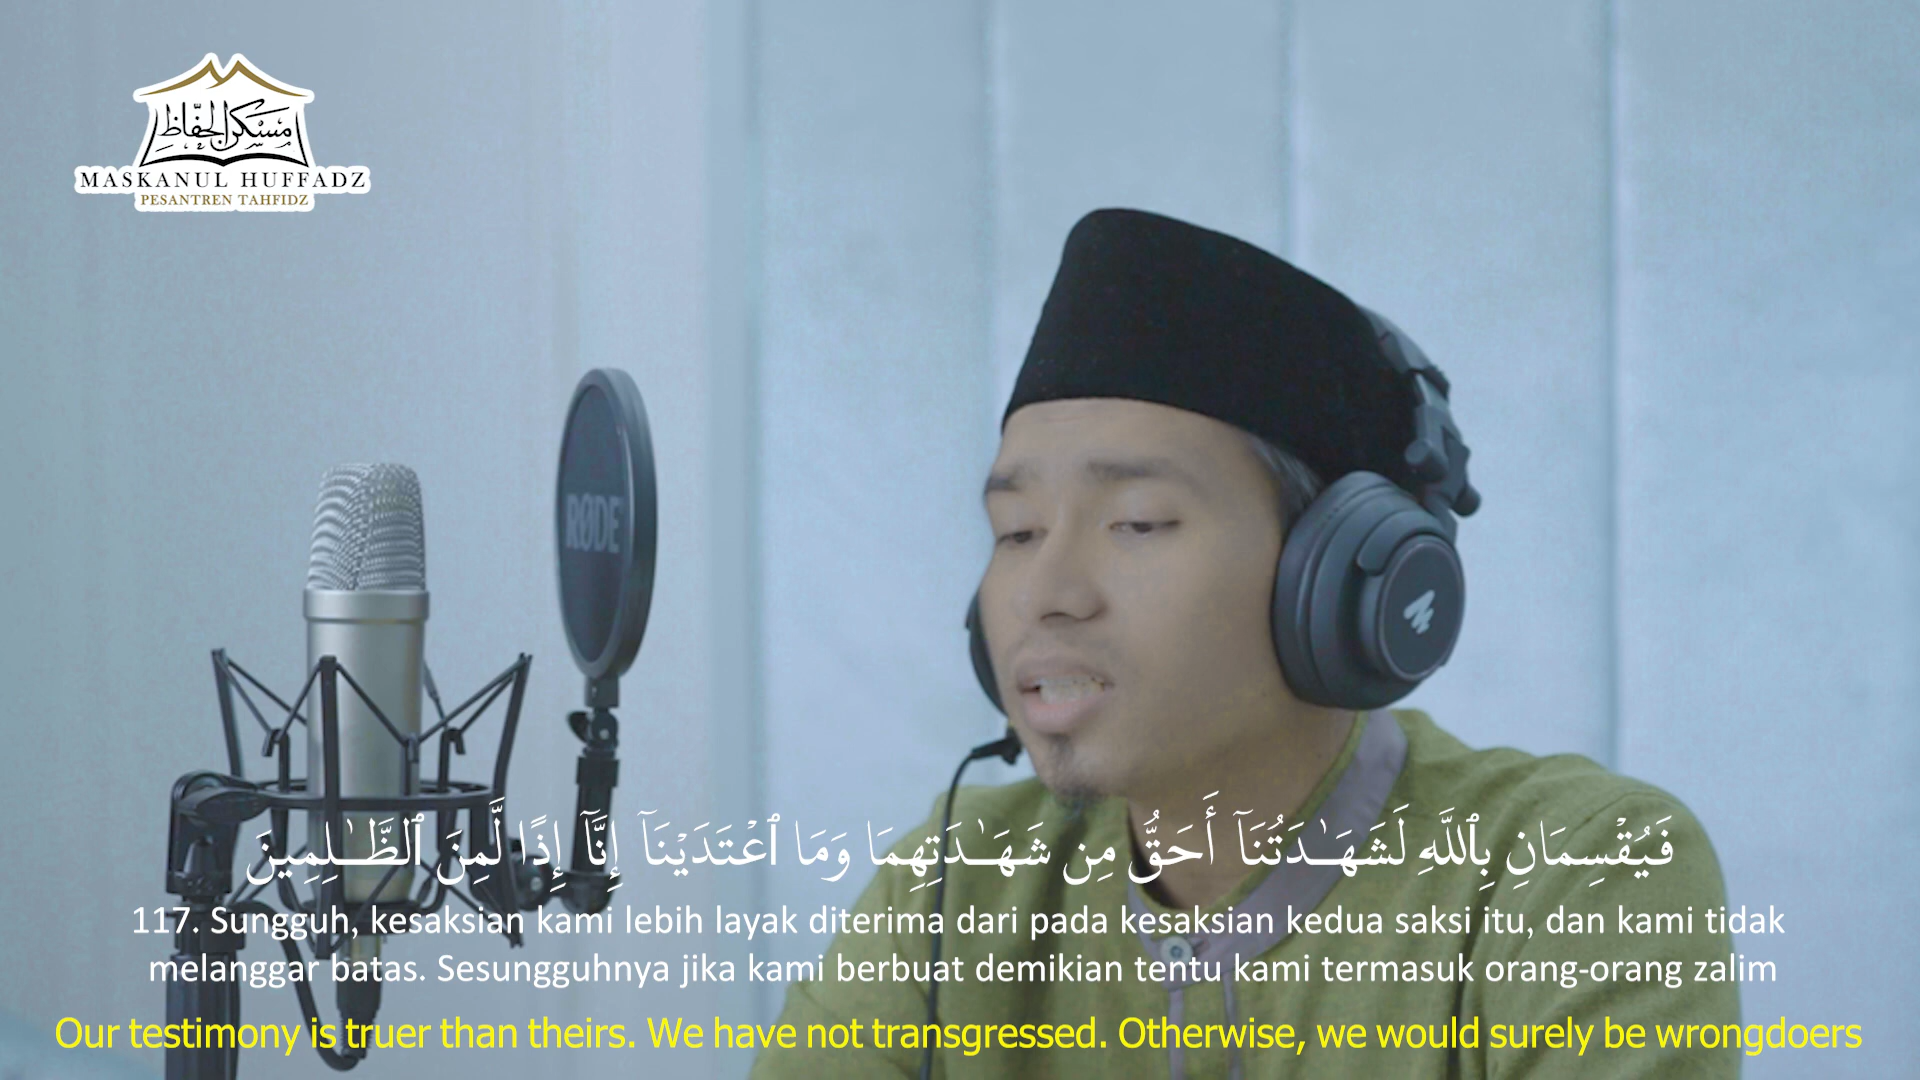 مسكن الحفاظ
MASKANUL HUFFADZ
PESANTREN TAHFIDZ
RØDE
فَيُقْسِمَانِ بِٱللَّهِ لَشَهَـٰدَتُنَآ أَحَقُّ مِن شَهَـٰدَتِهِمَا وَمَا ٱعْتَدَيْنَآ إِنَّآ إِذًا لَّمِنَ ٱلظَّـٰلِمِينَ
117. Sungguh, kesaksian kami lebih layak diterima dari pada kesaksian kedua saksi itu, dan kami tidak
melanggar batas. Sesungguhnya jika kami berbuat demikian tentu kami termasuk orang-orang zalim
Our testimony is truer than theirs. We have not transgressed. Otherwise, we would surely be wrongdoers